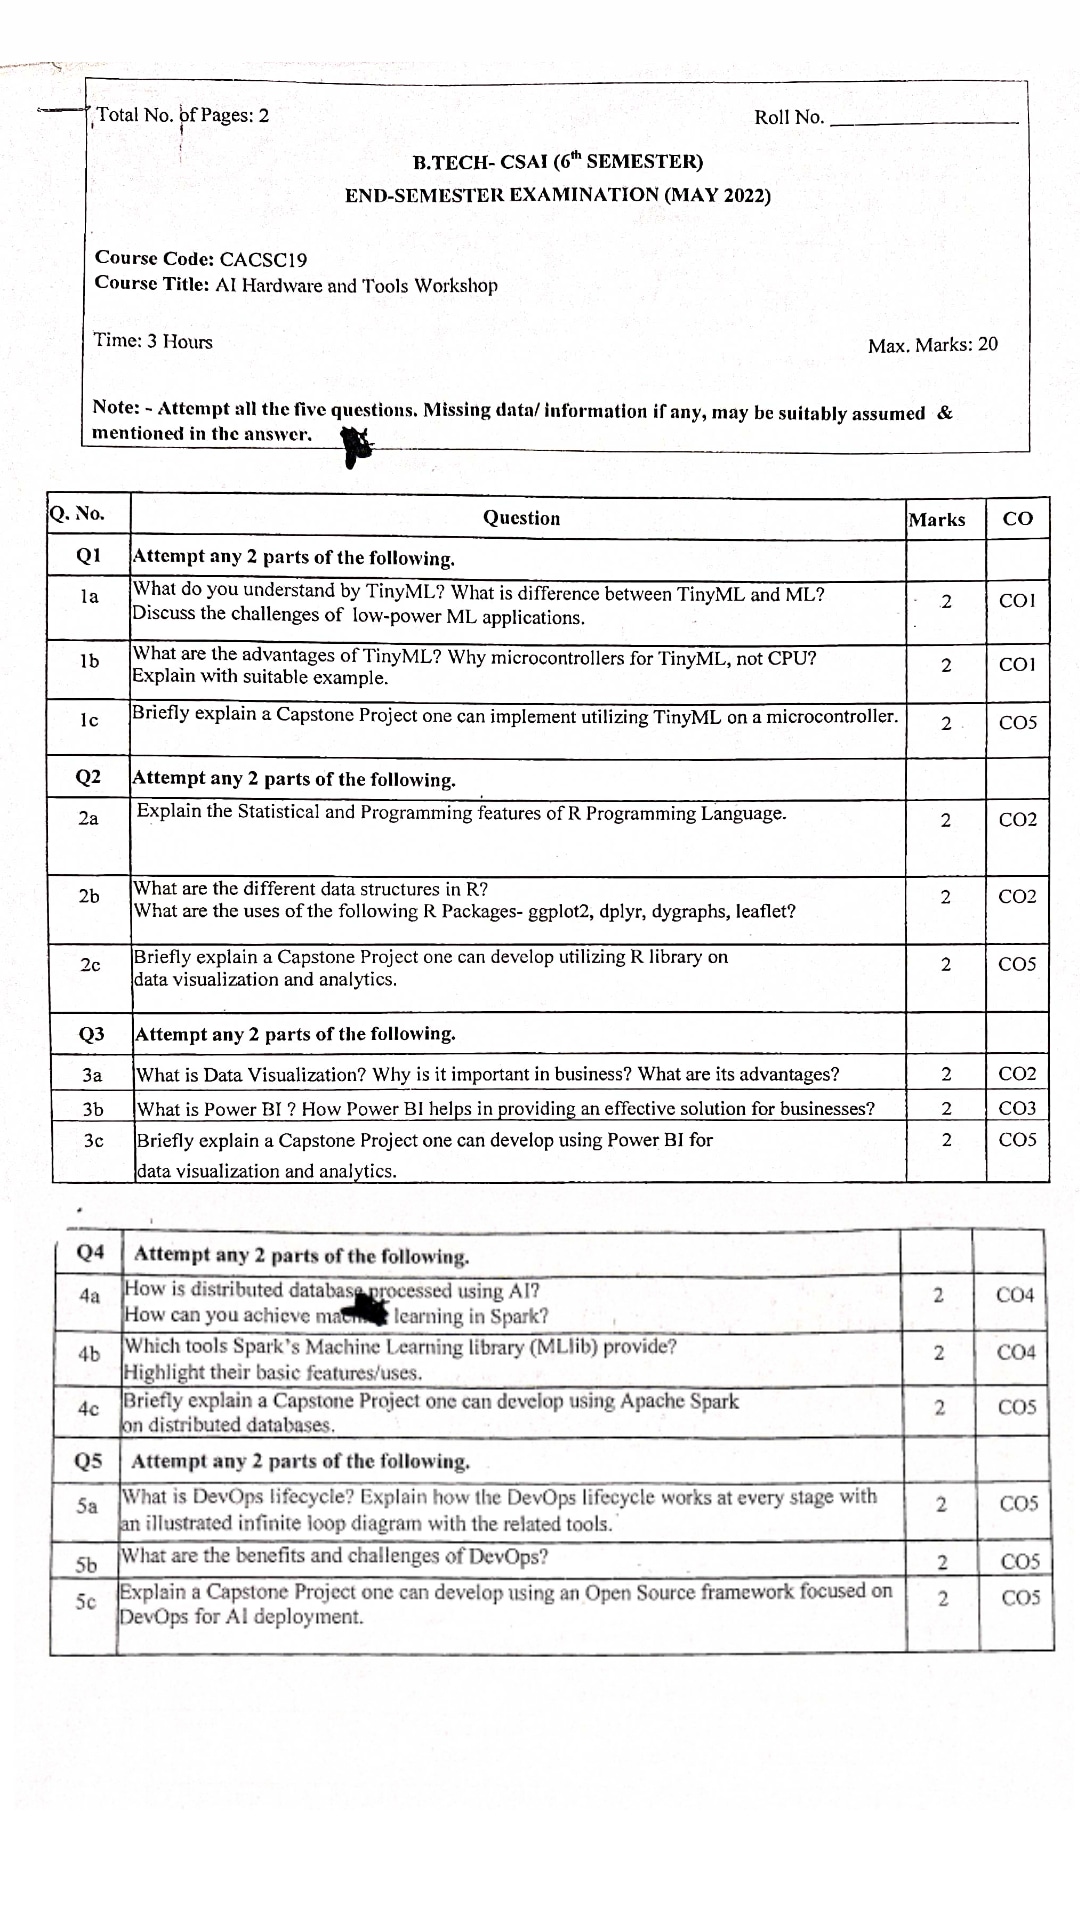 Total No. of Pages: 2 Roll No.
B.TECH- CSAI (6th SEMESTER)
END-SEMESTER EXAMINATION (MAY 2022)
Course Code: CACSC19
Course Title: AI Hardware and Tools Workshop
Time: 3 Hours Max. Marks: 20
Note: - Attempt all the five questions. Missing data/ information if any, may be suitably assumed &
mentioned in the answer.
Q. No. Question Marks CO
Q1 Attempt any 2 parts of the following.
1a What do you understand by TinyML? What is difference between TinyML and ML? 2 CO1
Discuss the challenges of low-power ML applications.
1b What are the advantages of TinyML? Why microcontrollers for TinyML, not CPU? 2 CO1
Explain with suitable example.
1c Briefly explain a Capstone Project one can implement utilizing TinyML on a microcontroller. 2 CO5
Q2 Attempt any 2 parts of the following.
2a Explain the Statistical and Programming features of R Programming Language. 2 CO2
2b What are the different data structures in R? 2 CO2
What are the uses of the following R Packages- ggplot2, dplyr, dygraphs, leaflet?
2c Briefly explain a Capstone Project one can develop utilizing R library on 2 CO5
data visualization and analytics.
Q3 Attempt any 2 parts of the following.
3a What is Data Visualization? Why is it important in business? What are its advantages? 2 CO2
3b What is Power BI ? How Power BI helps in providing an effective solution for businesses? 2 CO3
3c Briefly explain a Capstone Project one can develop using Power BI for 2 CO5
data visualization and analytics.
Q4 Attempt any 2 parts of the following.
4a How is distributed database processed using AI? 2 CO4
How can you achieve learning in Spark?
4b Which tools Spark's Machine Learning library (MLlib) provide? 2 CO4
Highlight their basic features/uses.
4c Briefly explain a Capstone Project one can develop using Apache Spark 2 CO5
on distributed databases.
Q5 Attempt any 2 parts of the following.
5a What is DevOps lifecycle? Explain how the DevOps lifecycle works at every stage with 2 CO5
an illustrated infinite loop diagram with the related tools.
5b What are the benefits and challenges of DevOps? 2 CO5
5c Explain a Capstone Project one can develop using an Open Source framework focused on 2 CO5
DevOps for AI deployment.